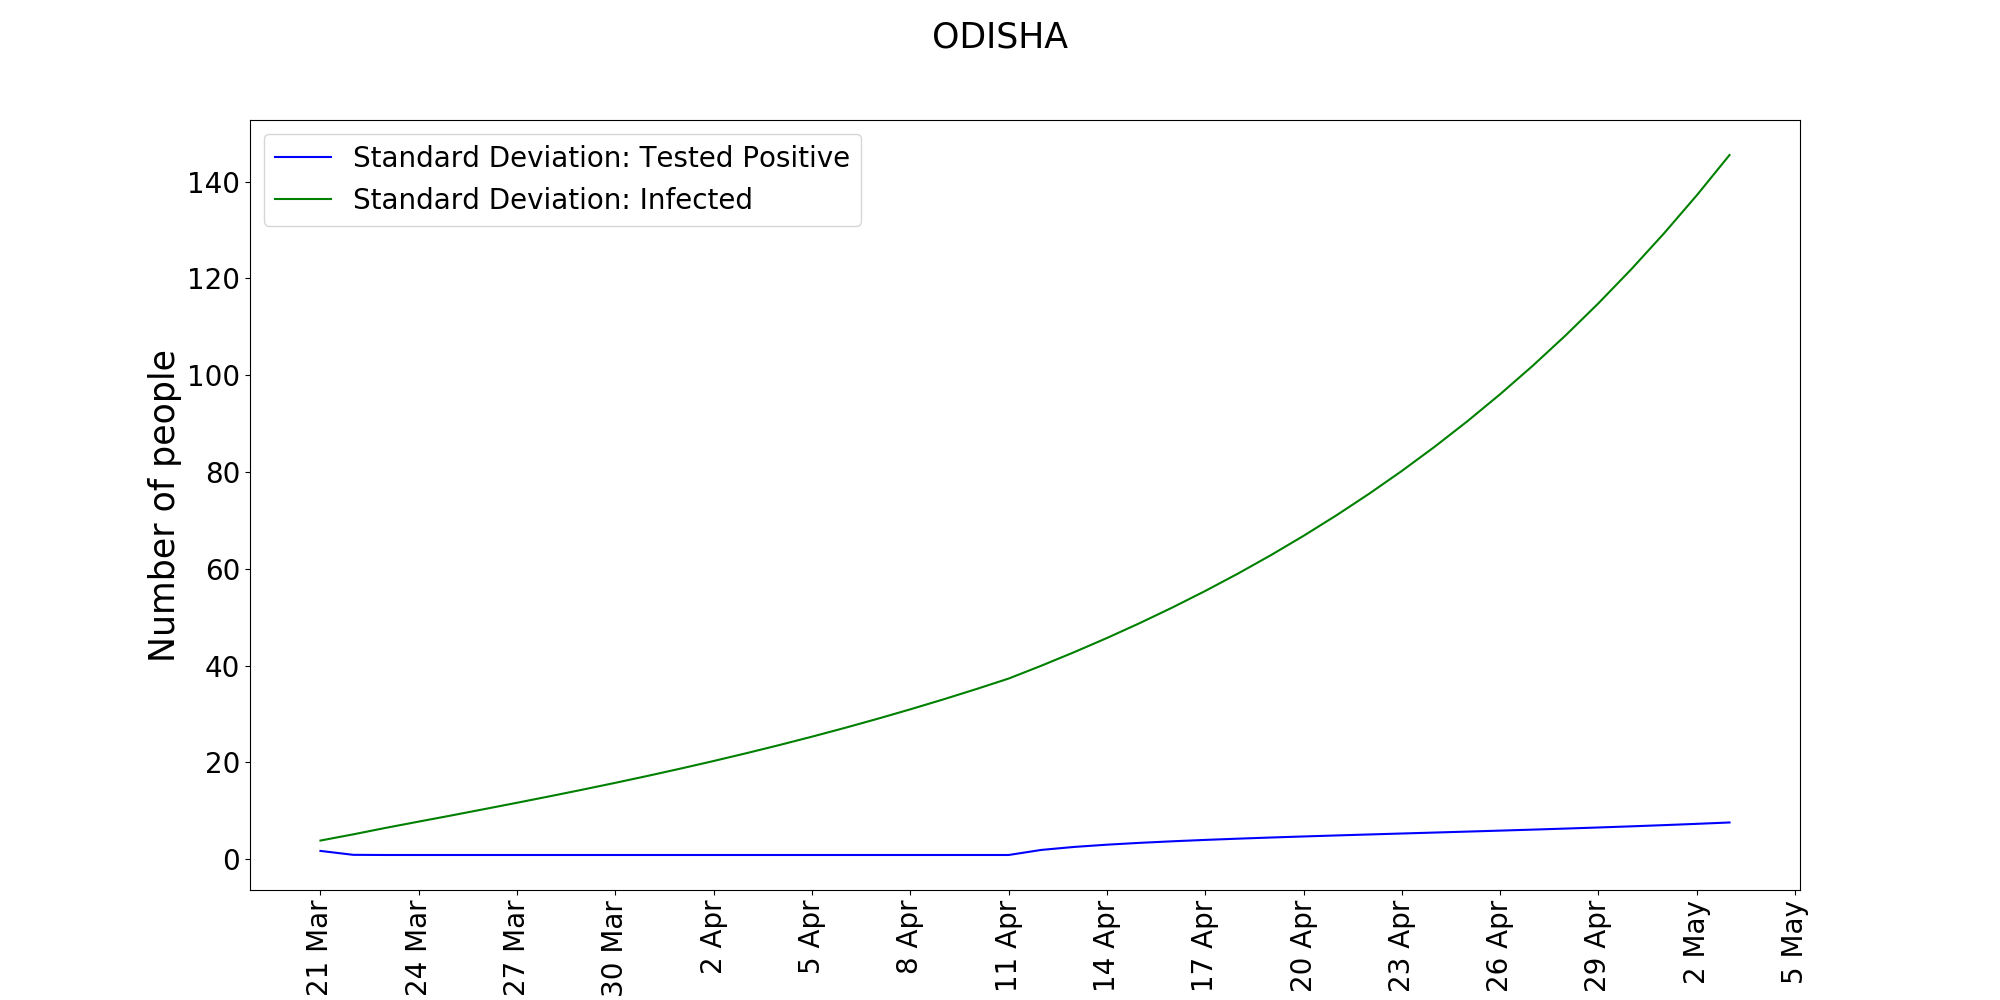 ODISHA
Standard Deviation: Tested Positive
Standard Deviation: Infected
Number of people
140
120
100
80
60
40
20
0
21 Mar
24 Mar
27 Mar
30 Mar
2 Apr
5 Apr
8 Apr
11 Apr
14 Apr
17 Apr
20 Apr
23 Apr
26 Apr
29 Apr
2 May
5 May